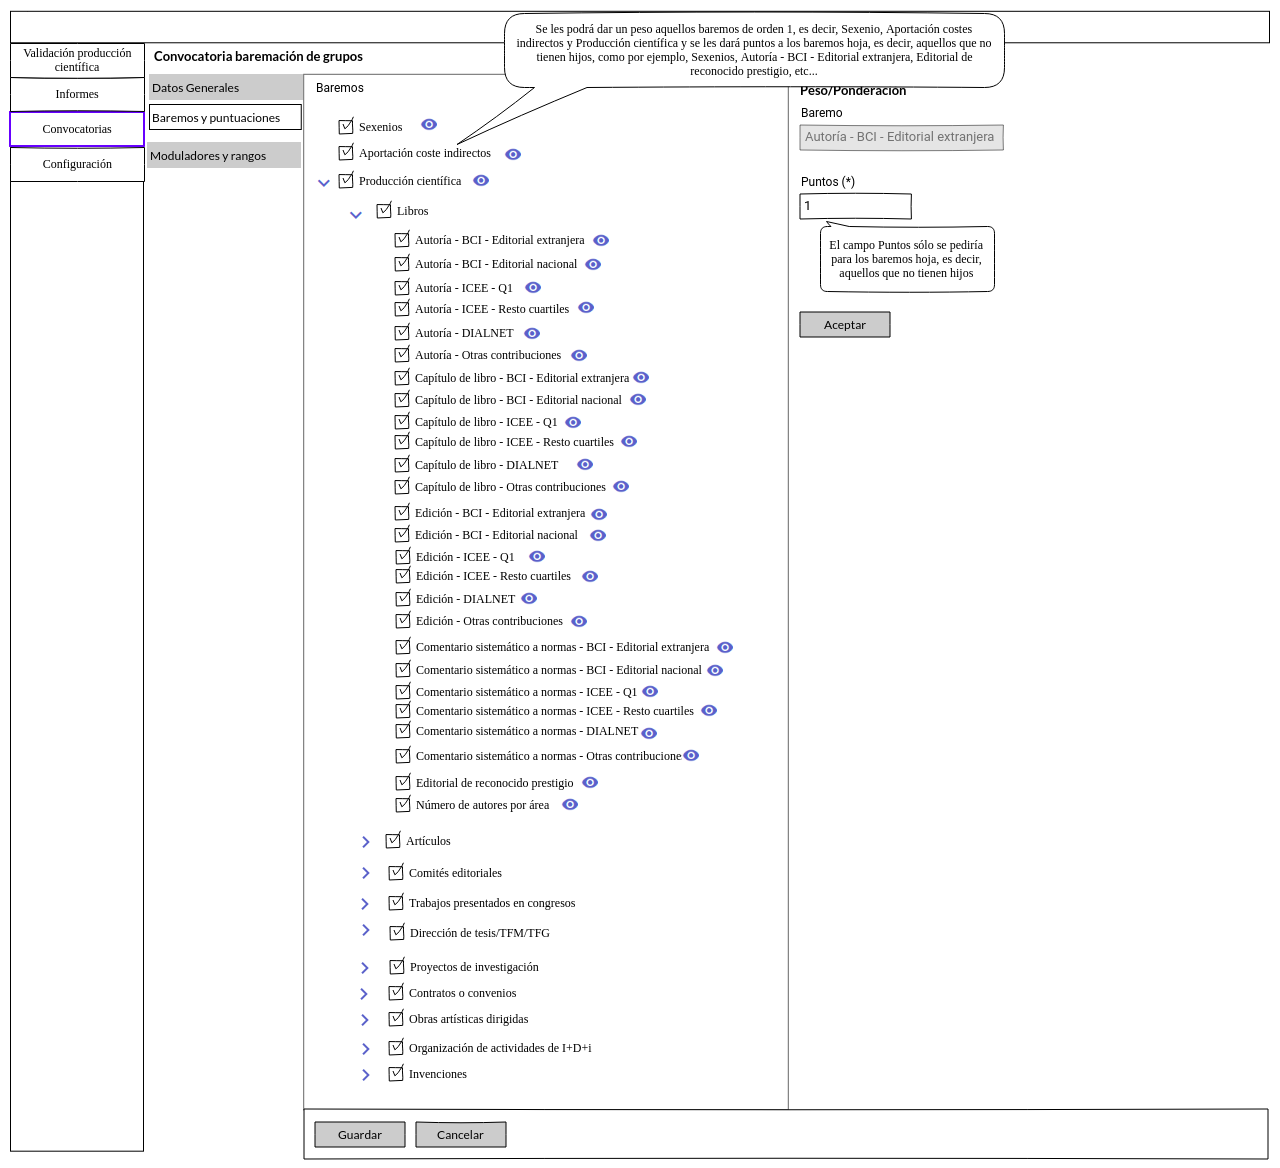 Se les podrá dar un peso aquellos baremos de orden 1, es decir, Sexenio, Aportación costes
indirectos y Producción científica y se les dará puntos a los baremos hoja, es decir, aquellos que no
tienen hijos, como por ejemplo, Sexenios, Autoría - BCI - Editorial extranjera, Editorial de
reconocido prestigio, etc...
Validación producción
científica
Informes
Convocatorias
Configuración
Convocatoria baremación de grupos
Datos Generales
Baremos y puntuaciones
Moduladores y rangos
Baremos
Sexenios
Aportación coste indirectos
Producción científica
Libros
Autoría - BCI - Editorial extranjera
Autoría - BCI - Editorial nacional
Autoría - ICEE - Q1
Autoría - ICEE - Resto cuartiles
Autoría - DIALNET
Autoría - Otras contribuciones
Capítulo de libro - BCI - Editorial extranjera
Capítulo de libro - BCI - Editorial nacional
Capítulo de libro - ICEE - Q1
Capítulo de libro - ICEE - Resto cuartiles
Capítulo de libro - DIALNET
Capítulo de libro - Otras contribuciones
Edición - BCI - Editorial extranjera
Edición - BCI - Editorial nacional
Edición - ICEE - Q1
Edición - ICEE - Resto cuartiles
Edición - DIALNET
Edición - Otras contribuciones
Comentario sistemático a normas - BCI - Editorial extranjera
Comentario sistemático a normas - BCI - Editorial nacional
Comentario sistemático a normas - ICEE - Q1
Comentario sistemático a normas - ICEE - Resto cuartiles
Comentario sistemático a normas - DIALNET
Comentario sistemático a normas - Otras contribucione
Editorial de reconocido prestigio
Número de autores por área
Artículos
Comités editoriales
Trabajos presentados en congresos
Dirección de tesis/TFM/TFG
Proyectos de investigación
Contratos o convenios
Obras artísticas dirigidas
Organización de actividades de I+D+i
Invenciones
Peso/Ponderación
Baremo
Autoría - BCI - Editorial extranjera
Puntos (*)
1
El campo Puntos sólo se pediría
para los baremos hoja, es decir,
aquellos que no tienen hijos
Aceptar
Guardar
Cancelar